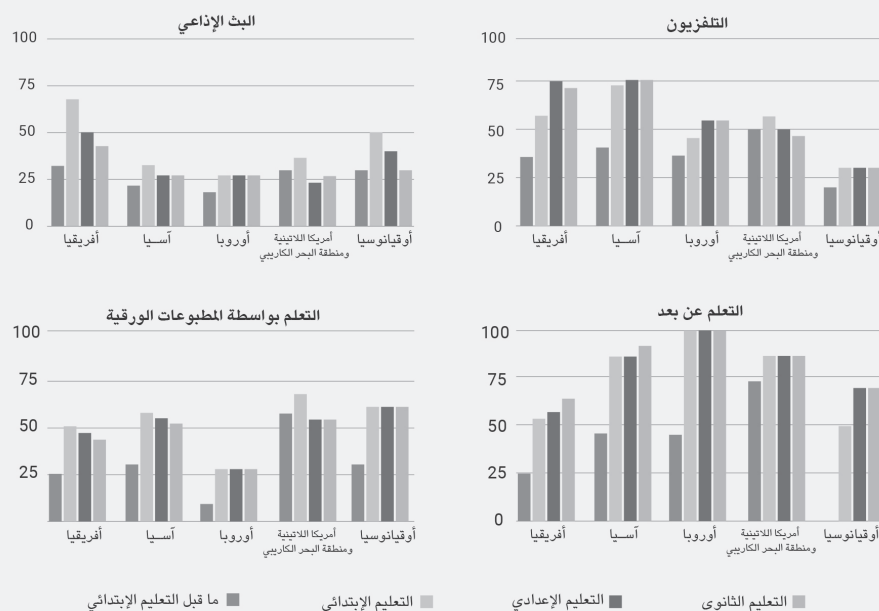 البث الإذاعي
100
75
50
25
0
أفريقيا
آسـيا
أوروبا
أمريكا اللاتينية
ومنطقة البحر الكاريبي
أوقيانوسيا
التلفزيون
100
75
50
25
0
أفريقيا
آسـيا
أوروبا
أمريكا اللاتينية
ومنطقة البحر الكاريبي
أوقيانوسيا
التعلم بواسطة المطبوعات الورقية
100
75
50
25
أفريقيا
آسـيا
أوروبا
أمريكا اللاتينية
ومنطقة البحر الكاريبي
أوقيانوسيا
التعلم عن بعد
100
75
50
25
0
أفريقيا
آسـيا
أوروبا
أمريكا اللاتينية
ومنطقة البحر الكاريبي
أوقيانوسيا
ما قبل التعليم الإبتدائي
التعليم الإبتدائي
التعليم الإعدادي
التعليم الثانوي